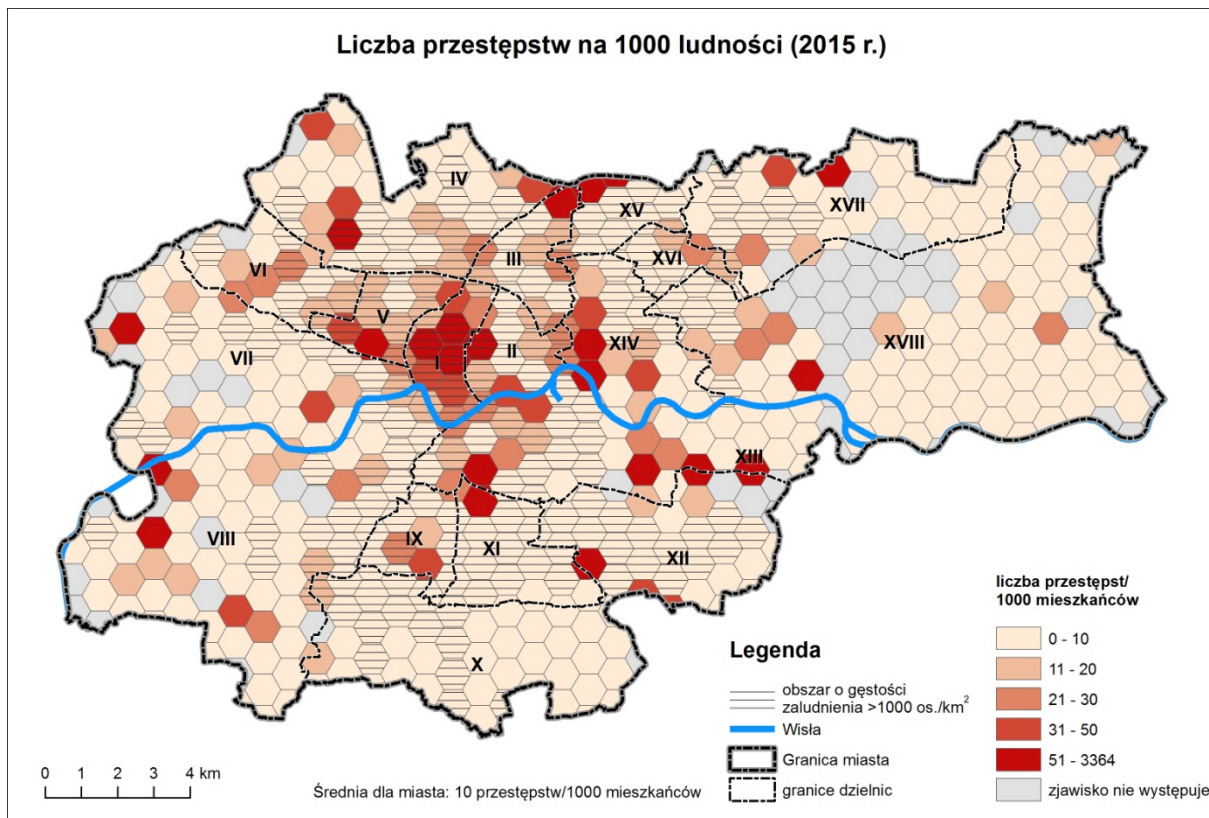 Liczba przestępstw na 1000 ludności (2015 r.)
IV
XV
XVII
III
XVI
VI
V
II
XIV
XVIII
VII
I
XIII
VIII
IX
XI
XII
X
Legenda
obszar o gęstości
zaludnienia >1000 os./km²
Wisła
Granica miasta
granice dzielnic
liczba przestępst/
1000 mieszkańców
0 - 10
11 - 20
21 - 30
31 - 50
51 - 3364
zjawisko nie występuje
0 1 2 3 4 km
Średnia dla miasta: 10 przestępstw/1000 mieszkańców